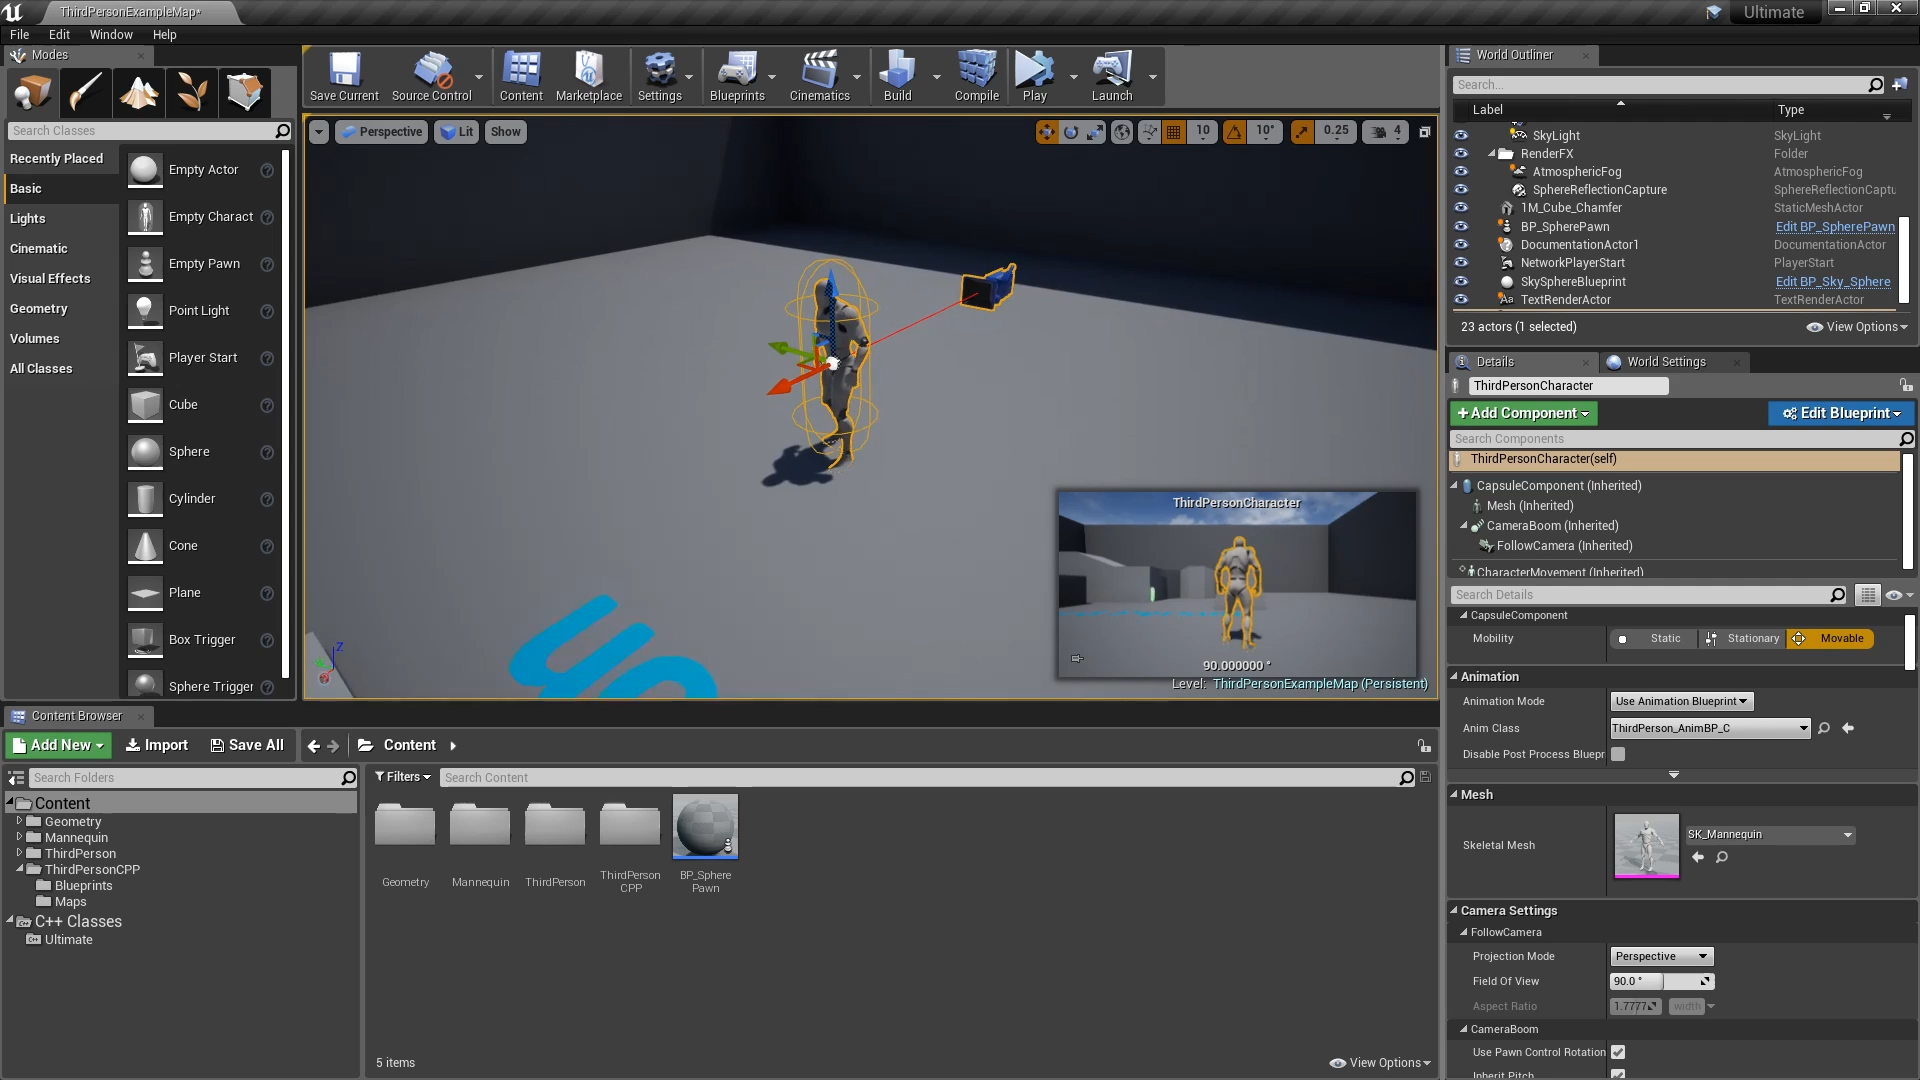 ThirdPersonExampleMap*
Ultimate
File Edit Window Help
Modes
Search Classes
Recently Placed
Basic
Lights
Cinematic
Visual Effects
Geometry
Volumes
All Classes
Empty Actor
Empty Charact
Empty Pawn
Point Light
Player Start
Cube
Sphere
Cylinder
Cone
Plane
Box Trigger
Sphere Trigger
Save Current
Source Control
Content
Marketplace
Settings
Blueprints
Cinematics
Build
Compile
Play
Launch
Perspective
Lit
Show
10
10°
0.25
4
ThirdPersonCharacter
90.000000 °
Level: ThirdPersonExampleMap (Persistent)
Z
World Outliner
Search...
Label Type
SkyLight SkyLight
RenderFX Folder
AtmosphericFog AtmosphericFog
SphereReflectionCapture SphereReflectionCaptu
1M_Cube_Chamfer StaticMeshActor
BP_SpherePawn Edit BP_SpherePawn
DocumentationActor1 DocumentationActor
NetworkPlayerStart PlayerStart
SkySphereBlueprint Edit BP_Sky_Sphere
TextRenderActor TextRenderActor
23 actors (1 selected)
View Options
Details
World Settings
ThirdPersonCharacter
+Add Component
Edit Blueprint
Search Components
ThirdPersonCharacter(self)
CapsuleComponent (Inherited)
Mesh (Inherited)
CameraBoom (Inherited)
FollowCamera (Inherited)
CharacterMovement (Inherited)
Search Details
CapsuleComponent
Mobility Static Stationary Movable
Animation
Animation Mode Use Animation Blueprint
Anim Class ThirdPerson_AnimBP_C
Disable Post Process Bluepr
Mesh
Skeletal Mesh SK_Mannequin
Camera Settings
FollowCamera
Projection Mode Perspective
Field Of View 90.0 °
Aspect Ratio 1.7777 width
CameraBoom
Use Pawn Control Rotation
Inherit Pitch
Content Browser
Add New Import Save All Content
Search Folders
Content
Geometry
Mannequin
ThirdPerson
ThirdPersonCPP
Blueprints
Maps
C++ Classes
Ultimate
Filters
Search Content
Geometry
Mannequin
ThirdPerson
ThirdPerson
CPP
BP_Sphere
Pawn
5 items
View Options